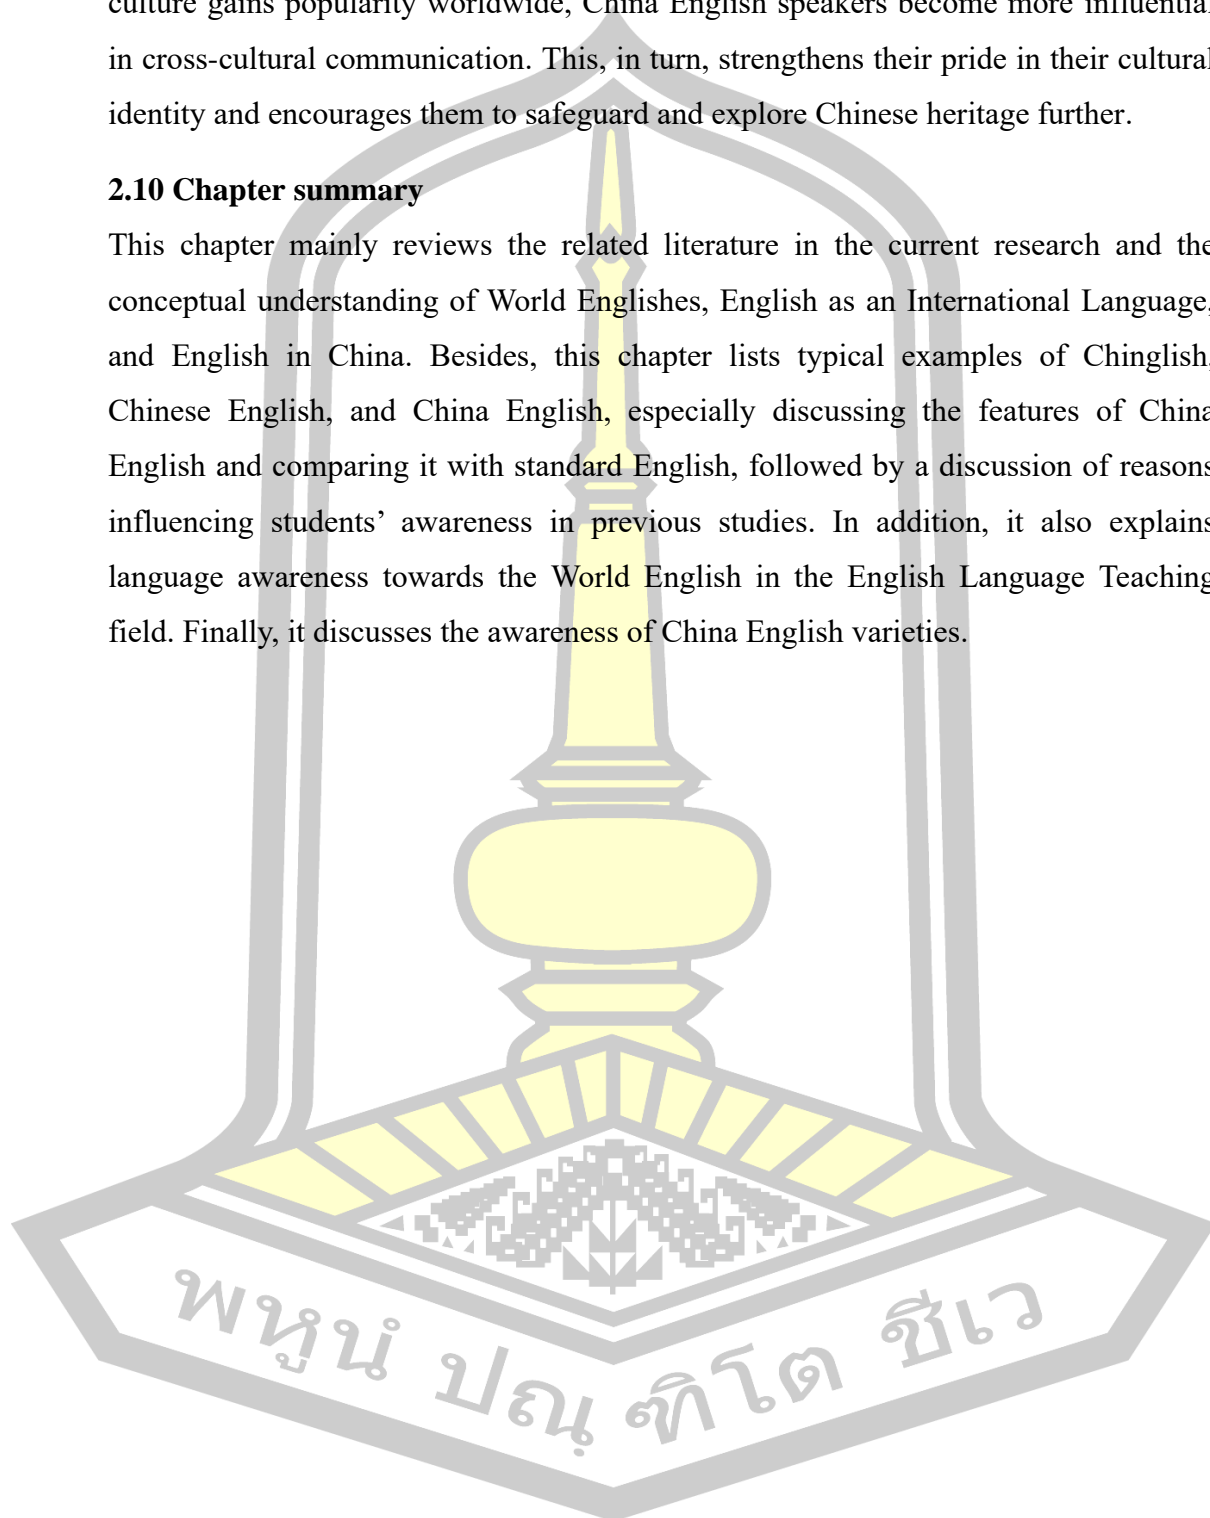 culture gains popularity worldwide, China English speakers become more influential
in cross-cultural communication. This, in turn, strengthens their pride in their cultural
identity and encourages them to safeguard and explore Chinese heritage further.
2.10 Chapter summary
This chapter mainly reviews the related literature in the current research and the
conceptual understanding of World Englishes, English as an International Language,
and English in China. Besides, this chapter lists typical examples of Chinglish,
Chinese English, and China English, especially discussing the features of China
English and comparing it with standard English, followed by a discussion of reasons
influencing students’ awareness in previous studies. In addition, it also explains
language awareness towards the World English in the English Language Teaching
field. Finally, it discusses the awareness of China English varieties.
พหูนํ ปณฺ ฑิโต ชีเว